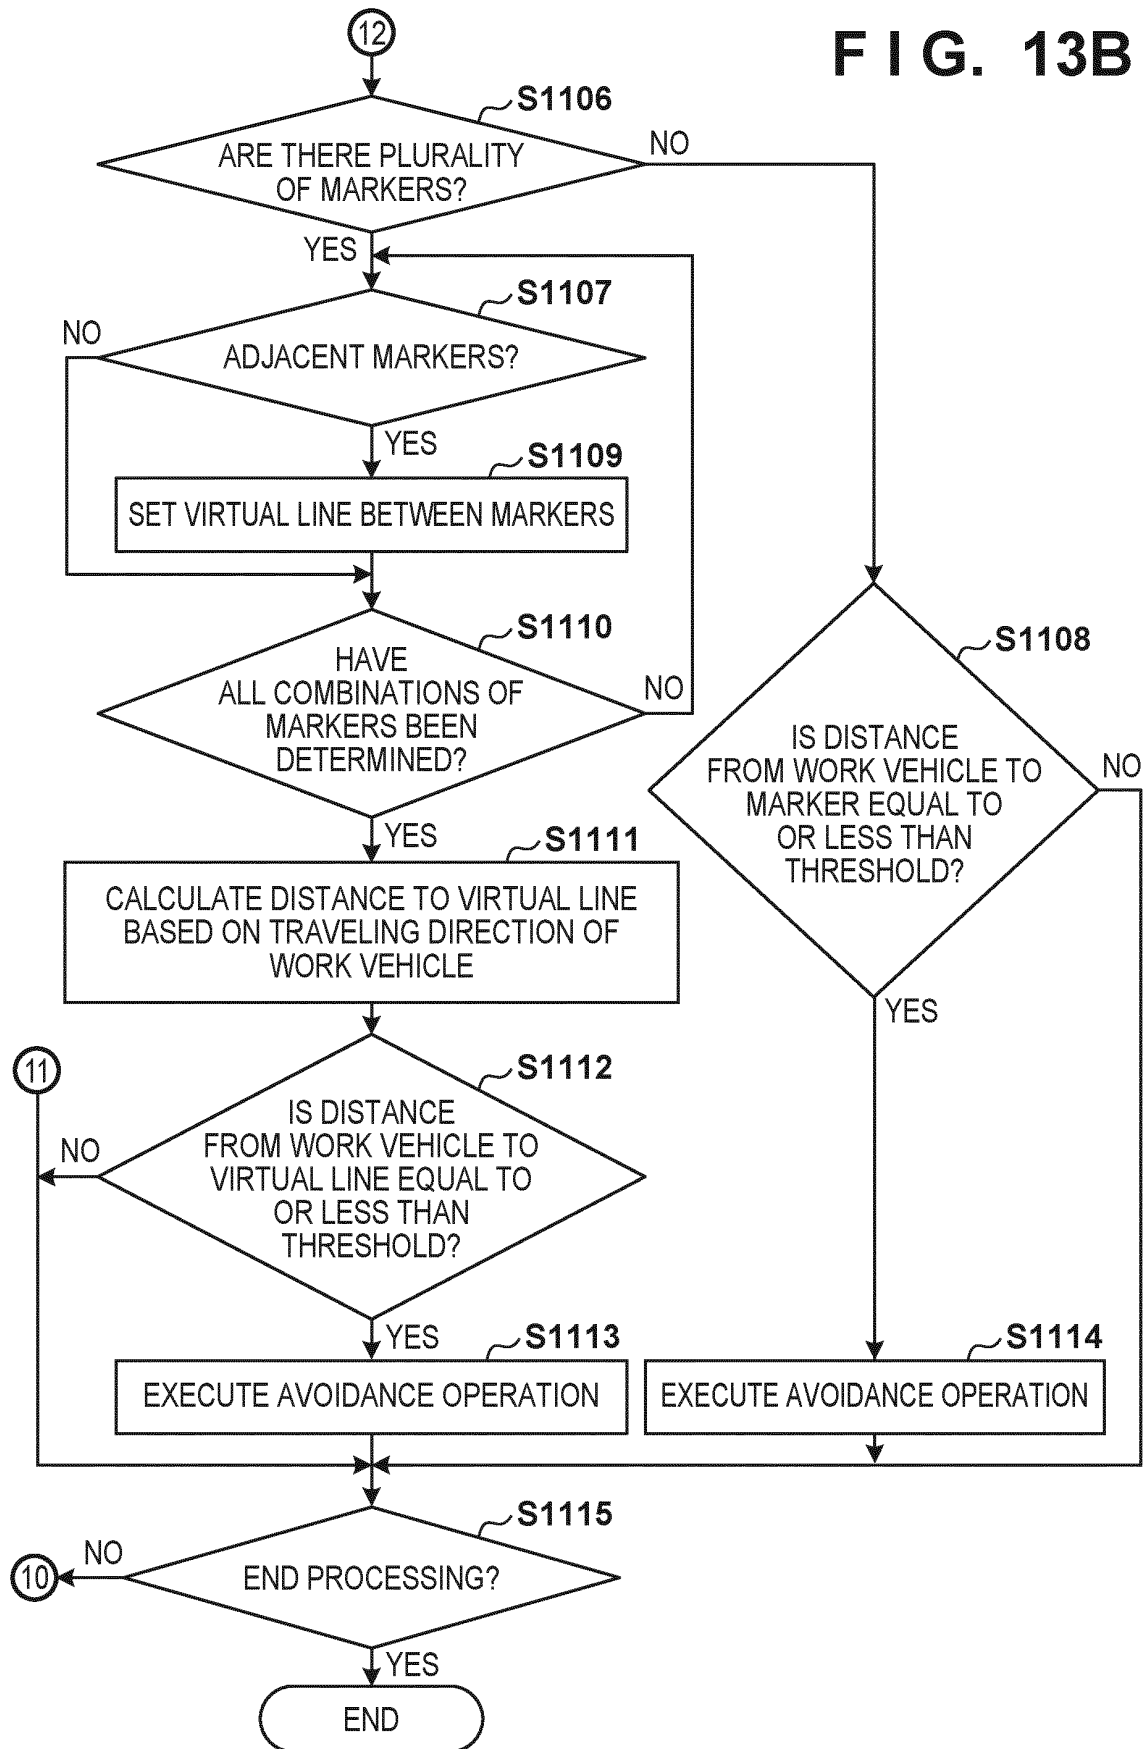 12
F I G. 13B
S1106
ARE THERE PLURALITY
OF MARKERS?
NO
YES
S1107
NO
ADJACENT MARKERS?
YES
S1109
SET VIRTUAL LINE BETWEEN MARKERS
S1110
HAVE
ALL COMBINATIONS OF
MARKERS BEEN
DETERMINED?
NO
YES
S1108
IS DISTANCE
FROM WORK VEHICLE TO
MARKER EQUAL TO
OR LESS THAN
THRESHOLD?
NO
YES
S1111
CALCULATE DISTANCE TO VIRTUAL LINE
BASED ON TRAVELING DIRECTION OF
WORK VEHICLE
11
S1112
IS DISTANCE
FROM WORK VEHICLE TO
VIRTUAL LINE EQUAL TO
OR LESS THAN
THRESHOLD?
NO
YES
S1113
EXECUTE AVOIDANCE OPERATION
S1114
EXECUTE AVOIDANCE OPERATION
S1115
10
NO
END PROCESSING?
YES
END